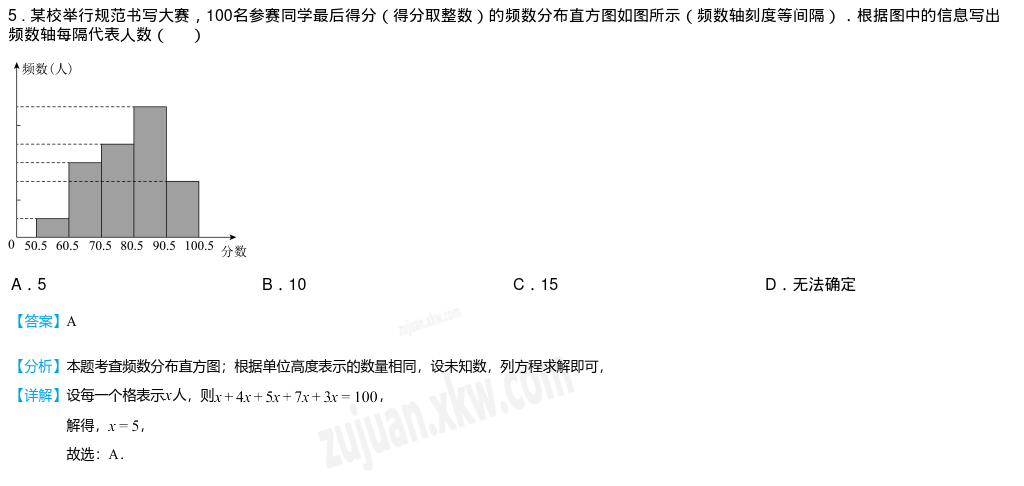 5．某校举行规范书写大赛，100名参赛同学最后得分（得分取整数）的频数分布直方图如图所示（频数轴刻度等间隔）．根据图中的信息写出
频数轴每隔代表人数（　　）
频数(人)
0 50.5 60.5 70.5 80.5 90.5 100.5 分数
A．5 B．10 C．15 D．无法确定
【答案】A
zujuan.xkw.com
【分析】本题考查频数分布直方图；根据单位高度表示的数量相同，设未知数，列方程求解即可，
【详解】设每一个格表示x人，则x+4x+5x+7x+3x=100，
解得，x=5，
故选：A．
zujuan.xkw.com